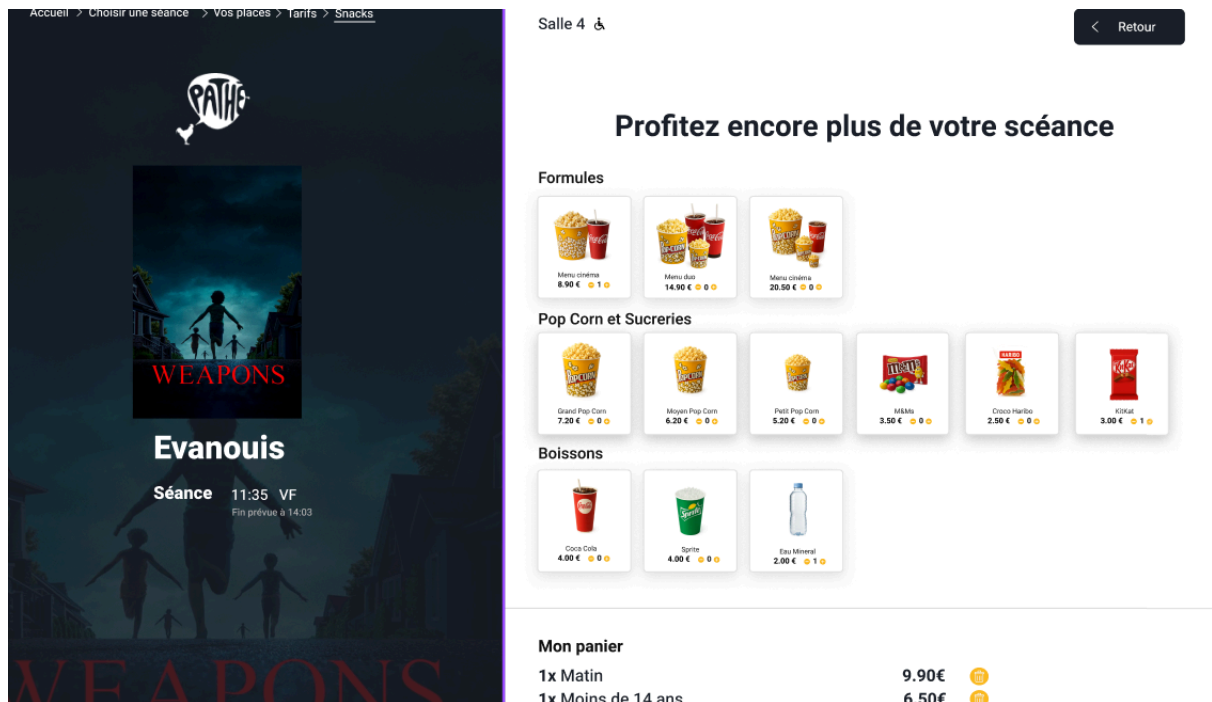 Accueil > Choisir une séance > Vos places > Tarifs > Snacks
PATHE
WEAPONS
Evanouis
Séance 11:35 VF
Fin prévue à 14:03
WEAPONS
Salle 4
< Retour
Profitez encore plus de votre scéance
Formules
Menu cinéma
8.90 € 1
Menu duo
14.90 € 0
Menu cinéma
20.50 € 0
Pop Corn et Sucreries
Grand Pop Corn
7.20 € 0
Moyen Pop Corn
6.20 € 0
Petit Pop Corn
5.20 € 0
M&Ms
3.50 € 0
Croco Haribo
2.50 € 0
KitKat
3.00 € 1
Boissons
Coca Cola
4.00 € 0
Sprite
4.00 € 0
Eau Mineral
2.00 € 1
Mon panier
1x Matin 9.90€
1x Moins de 14 ans 6.50€